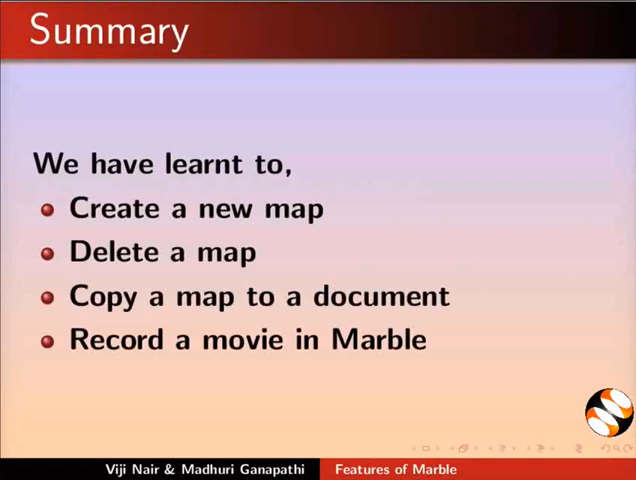 Summary
We have learnt to,
Create a new map
Delete a map
Copy a map to a document
Record a movie in Marble
Viji Nair & Madhuri Ganapathi
Features of Marble